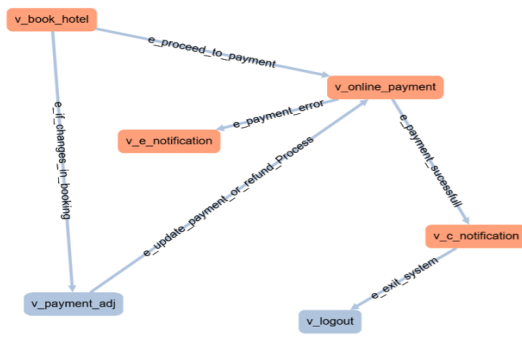 v_book_hotel
e_proceed_to_payment
v_online_payment
e_payment_error
v_e_notification
e_if_changes_in_booking
e_update_payment_or_refund_Process
e_payment_sucessfull
v_c_notification
e_exit_system
v_payment_adj
v_logout